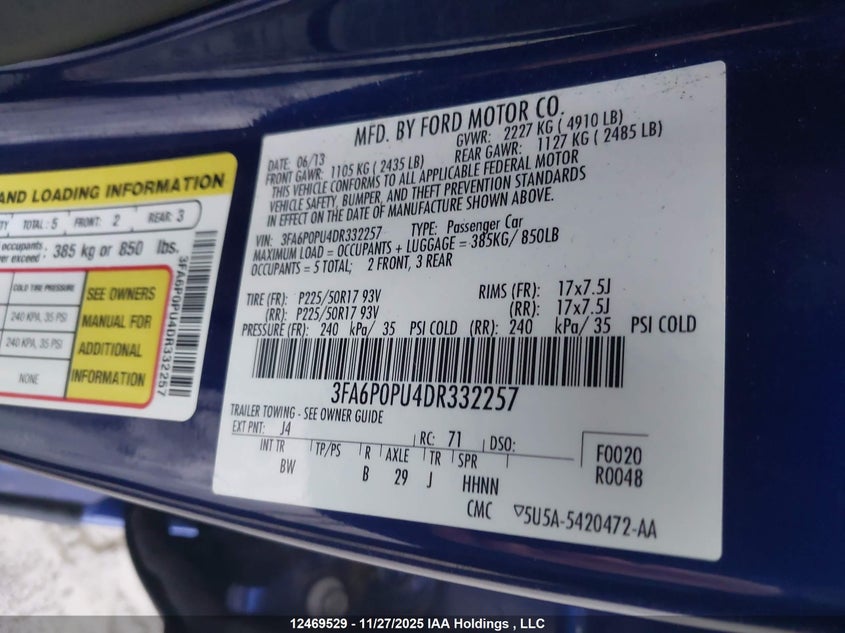 AND LOADING INFORMATION
TOTAL: 5 FRONT: 2 REAR: 3
occupants
exceed: 385 kg or 850 lbs.
COLD TIRE PRESSURE
240 KPA, 35 PSI
240 KPA, 35 PSI
NONE
SEE OWNERS
MANUAL FOR
ADDITIONAL
INFORMATION
3FA6P0PU4DR332257
MFD. BY FORD MOTOR CO.
DATE: 06/13 GVWR: 2227 KG ( 4910 LB)
FRONT GAWR: 1105 KG ( 2435 LB) REAR GAWR: 1127 KG ( 2485 LB)
THIS VEHICLE CONFORMS TO ALL APPLICABLE FEDERAL MOTOR
VEHICLE SAFETY, BUMPER, AND THEFT PREVENTION STANDARDS
IN EFFECT ON THE DATE OF MANUFACTURE SHOWN ABOVE.
VIN: 3FA6P0PU4DR332257 TYPE: Passenger Car
MAXIMUM LOAD = OCCUPANTS + LUGGAGE = 385KG/ 850LB
OCCUPANTS = 5 TOTAL; 2 FRONT, 3 REAR
TIRE (FR): P225/50R17 93V RIMS (FR): 17x7.5J
(RR): P225/50R17 93V (RR): 17x7.5J
PRESSURE (FR): 240 kPa/ 35 PSI COLD (RR): 240 kPa/ 35 PSI COLD
3FA6P0PU4DR332257
TRAILER TOWING - SEE OWNER GUIDE
EXT PNT: J4 RC: 71 DSO:
INT TR TP/PS R AXLE TR SPR F0020
BW B 29 J HHNN R0048
CMC ▽5U5A-5420472-AA
12469529 - 11/27/2025 IAA Holdings , LLC